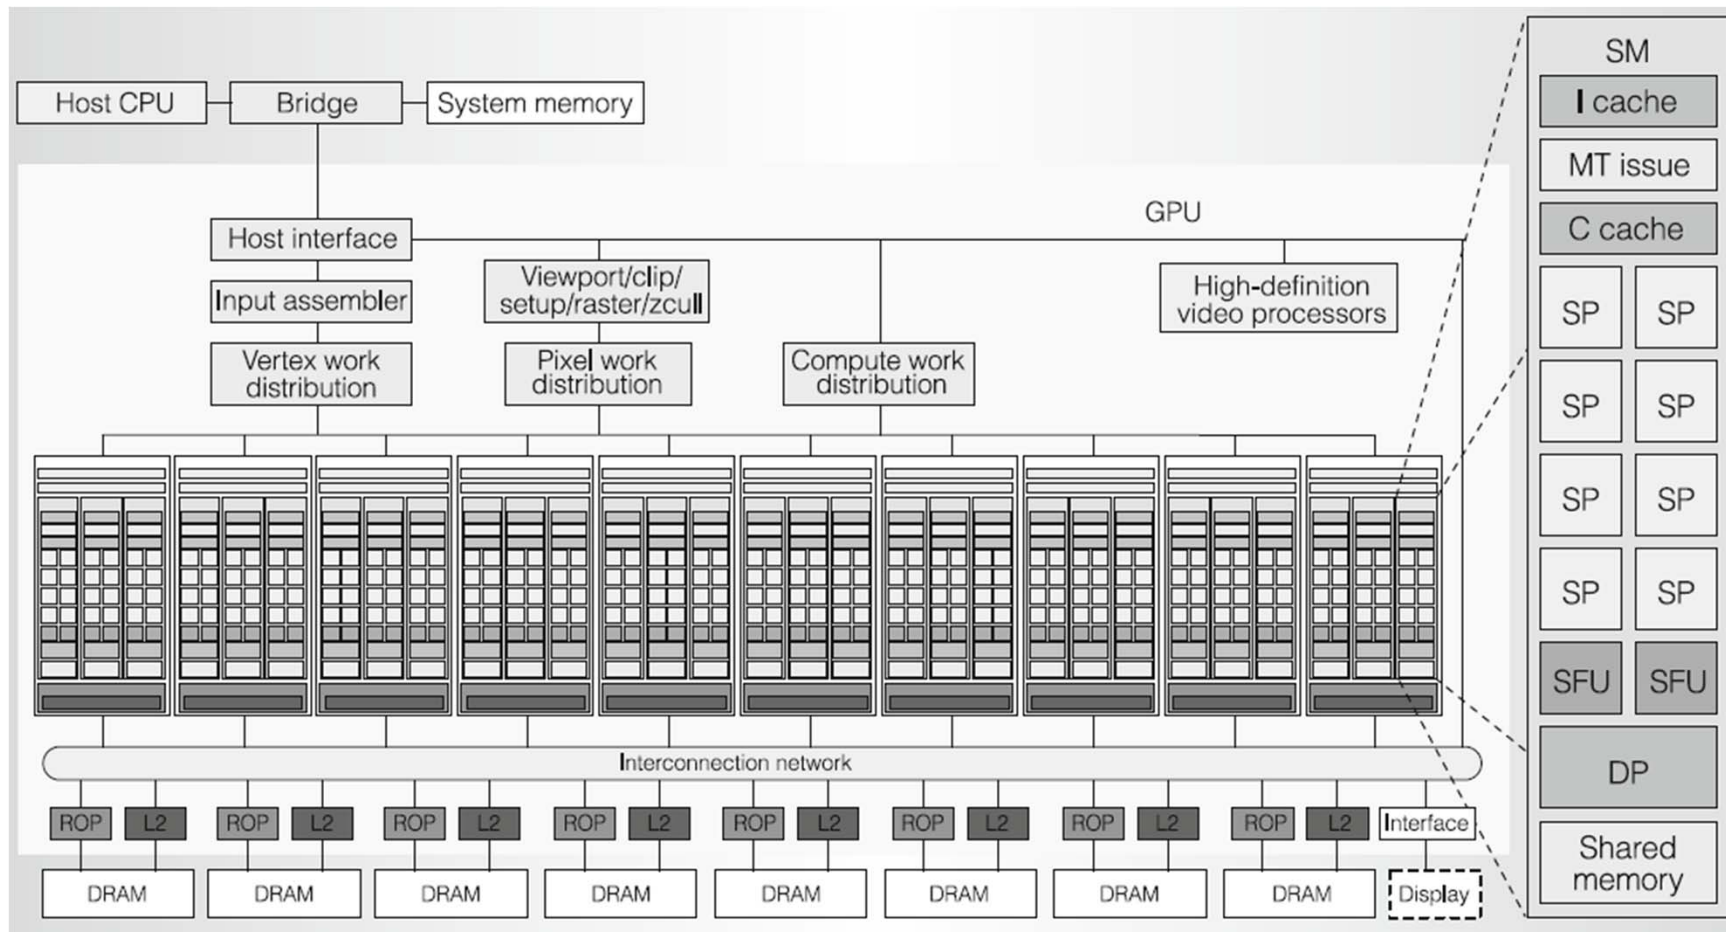 Host CPU
Bridge
System memory
GPU
Host interface
Input assembler
Vertex work
distribution
Viewport/clip/
setup/raster/zcull
Pixel work
distribution
Compute work
distribution
High-definition
video processors
Interconnection network
ROP
L2
ROP
L2
ROP
L2
ROP
L2
ROP
L2
ROP
L2
ROP
L2
ROP
L2
Interface
DRAM
DRAM
DRAM
DRAM
DRAM
DRAM
DRAM
DRAM
Display
SM
I cache
MT issue
C cache
SP
SP
SP
SP
SP
SP
SP
SP
SFU
SFU
DP
Shared
memory